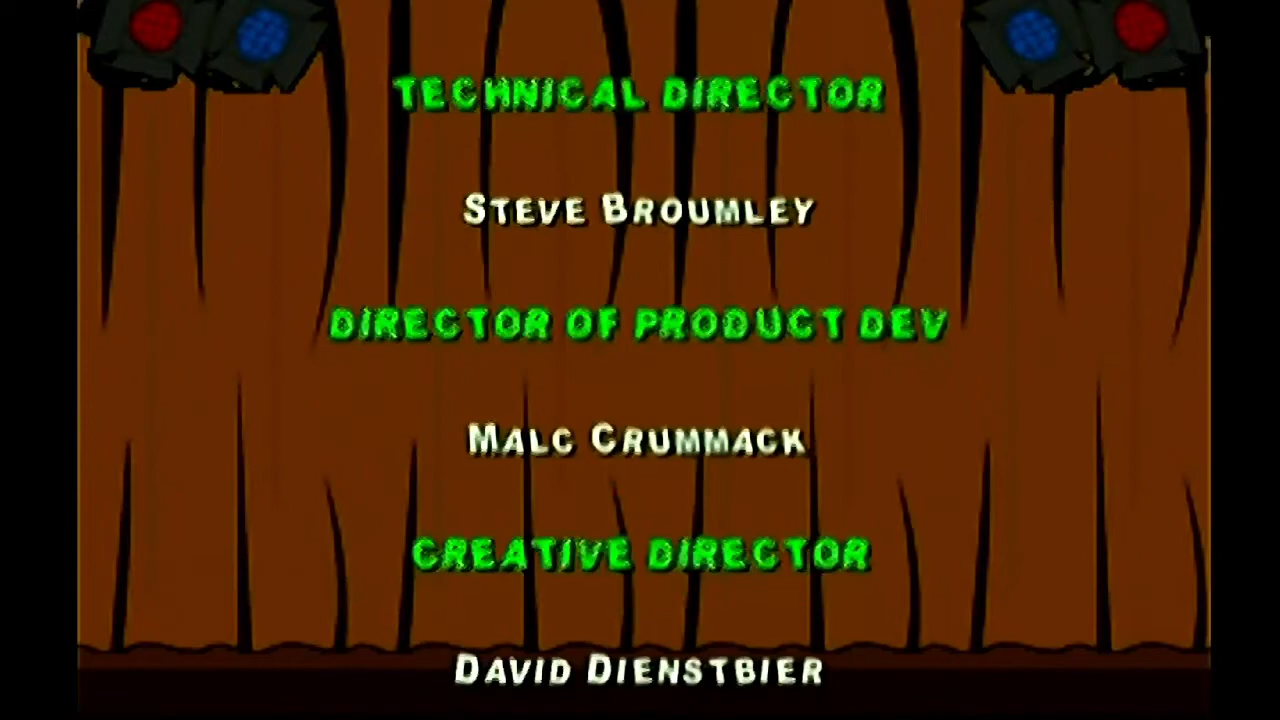 TECHNICAL DIRECTOR
STEVE BROUMLEY
DIRECTOR OF PRODUCT DEV
MALC CRUMMACK
CREATIVE DIRECTOR
DAVID DIENSTBIER